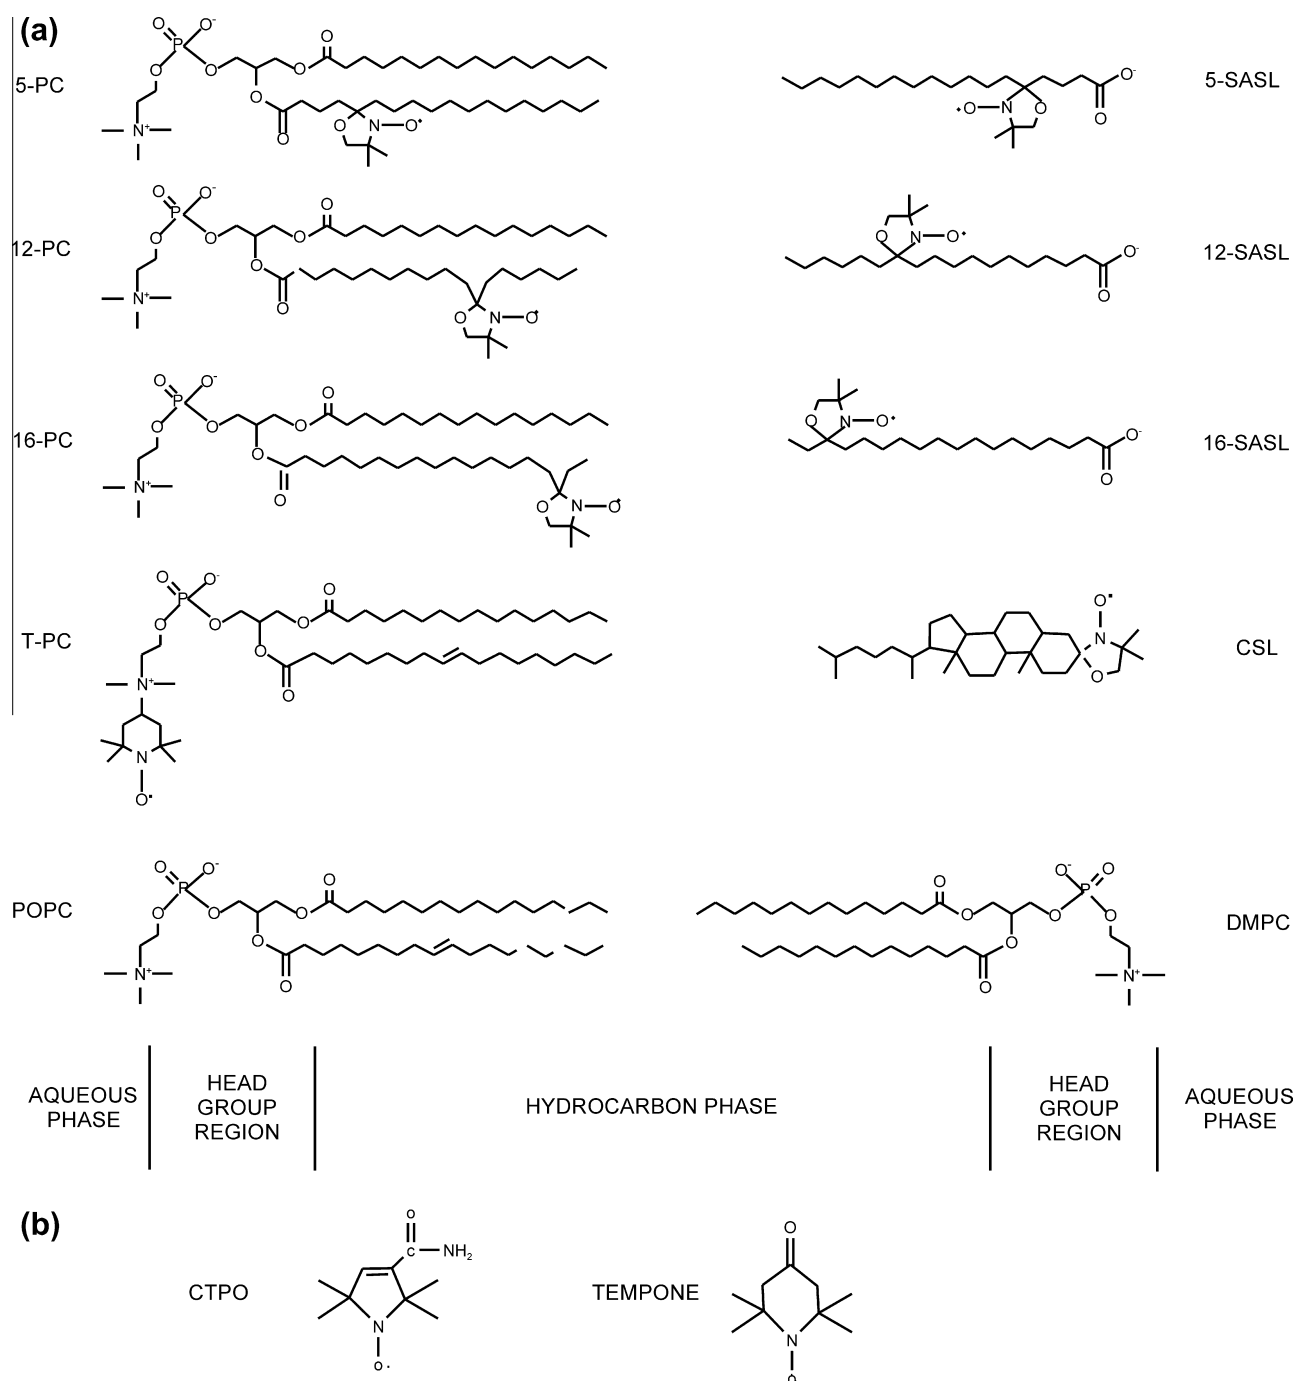 (a)
5-PC
5-SASL
12-PC
12-SASL
16-PC
16-SASL
T-PC
CSL
POPC
DMPC
AQUEOUS
PHASE
HEAD
GROUP
REGION
HYDROCARBON PHASE
HEAD
GROUP
REGION
AQUEOUS
PHASE
(b)
CTPO
O
C
NH2
N
O·
TEMPONE
O
N
O